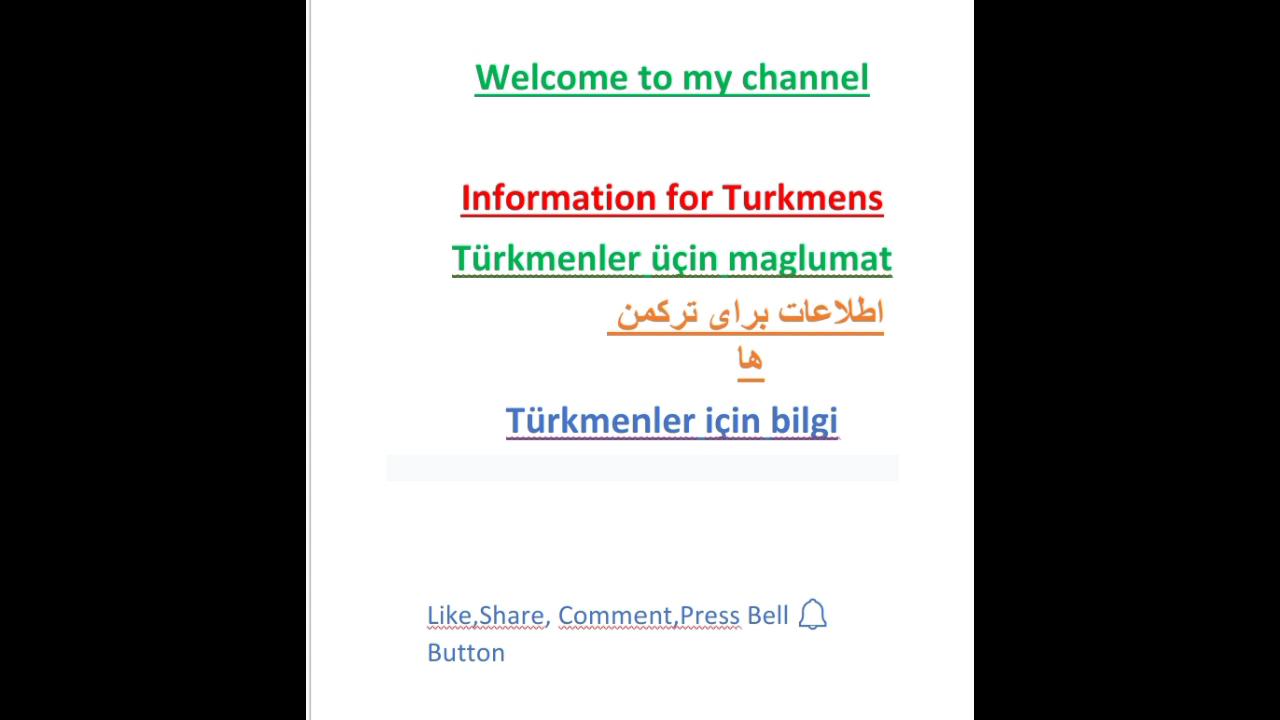 Welcome to my channel
Information for Turkmens
Türkmenler üçin maglumat
اطلاعات برای ترکمن
ها
Türkmenler için bilgi
Like,Share, Comment,Press Bell
Button